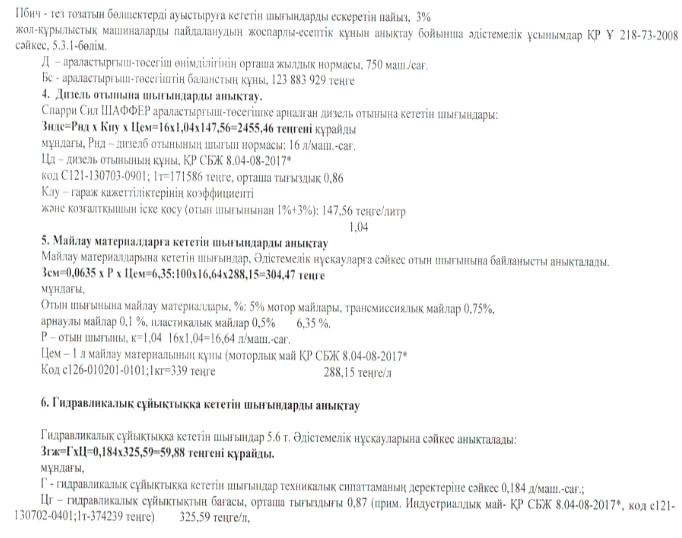 Пбич - тез тозатын бөлшектерді ауыстыруға кететін шығындарды ескеретін пайыз, 3%
жол-құрылыстық машиналарды пайдаланудың жоспарлы-есептік құнын анықтау бойынша әдістемелік ұсынымдар ҚР Ұ 218-73-2008
сәйкес, 5.3.1-бөлім.
Д – араластырғыш-төсегіш өнімділігінің орташа жылдық нормасы, 750 маш./сағ.
Бс - араластырғыш-төсегіштің баланстың құны, 123 883 929 теңге
4. Дизель отынына шығындарды анықтау.
Спарри Сил ШАФФЕР араластырғыш-төсегішке арналған дизель отынына кететін шығындары:
Зндс=Рнд х Кпу х Цем=16х1,04х147,56=2455,46 теңгені құрайды
мұндағы, Рнд – дизелб отынының шығын нормасы: 16 л/маш.-сағ.
Цд – дизель отынының құны, ҚР СБЖ 8.04-08-2017*
код С121-130703-0901; 1т=171586 теңге, орташа тығыздық 0,86
Клу – гараж қажеттіліктерінің коэффициенті
және қозғалтқышын іске қосу (отын шығынынан 1%+3%): 147,56 теңге/литр
1,04
5. Майлау материалдарға кететін шығындарды анықтау
Майлау материалдарына кететін шығындар, Әдістемелік нұсқауларға сәйкес отын шығынына байланысты анықталады.
Зсм=0,0635 х Р х Цем=6,35:100х16,64х288,15=304,47 теңге
мұндағы,
Отын шығынына майлау материалдары, %: 5% мотор майлары, трансмиссиялық майлар 0,75%,
арнаулы майлар 0,1 %, пластикалық майлар 0,5% 6,35 %.
Р – отын шығыны, к=1,04 16х1,04=16,64 л/маш.-сағ.
Цем – 1 л майлау материалының құны (моторлық май ҚР СБЖ 8.04-08-2017*
Код с126-010201-0101;1кг=339 теңге 288,15 теңге/л
6. Гидравликалық сұйықтыққа кететін шығындарды анықтау
Гидравликалық сұйықтыққа кететін шығындар 5.6 т. Әдістемелік нұсқауларына сәйкес анықталады:
Згж=ГхЦ=0,184х325,59=59,88 теңгені құрайды.
мұндағы,
Г - гидравликалық сұйықтыққа кететін шығындар техникалық сипаттаманың деректеріне сәйкес 0,184 л/маш.-сағ.;
Цг – гидравликалық сұйықтықтың бағасы, орташа тығыздығы 0,87 (прим. Индустриалдық май- ҚР СБЖ 8.04-08-2017*, код с121-
130702-0401;1т-374239 теңге) 325,59 теңге/л,